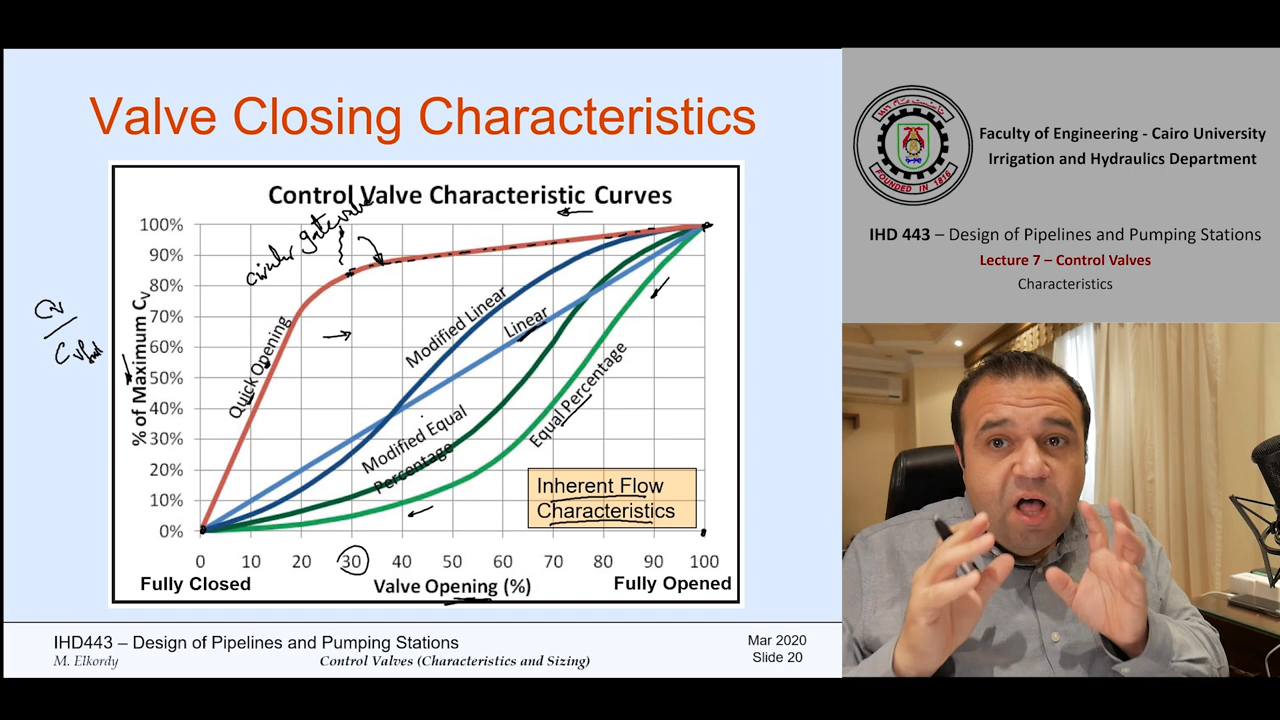 Valve Closing Characteristics
Control Valve Characteristic Curves
100%
90%
80%
70%
60%
50%
40%
30%
20%
10%
0%
% of Maximum Cv
Cv
circular gate valve
Quick Opening
Modified Linear
Linear
Modified Equal
Percentage
Equal Percentage
Inherent Flow
Characteristics
0 10 20 30 40 50 60 70 80 90 100
Fully Closed
Valve Opening (%)
Fully Opened
IHD443 – Design of Pipelines and Pumping Stations
M. Elkordy
Control Valves (Characteristics and Sizing)
Mar 2020
Slide 20
Faculty of Engineering - Cairo University
Irrigation and Hydraulics Department
FOUNDED IN 1816
IHD 443 – Design of Pipelines and Pumping Stations
Lecture 7 – Control Valves
Characteristics